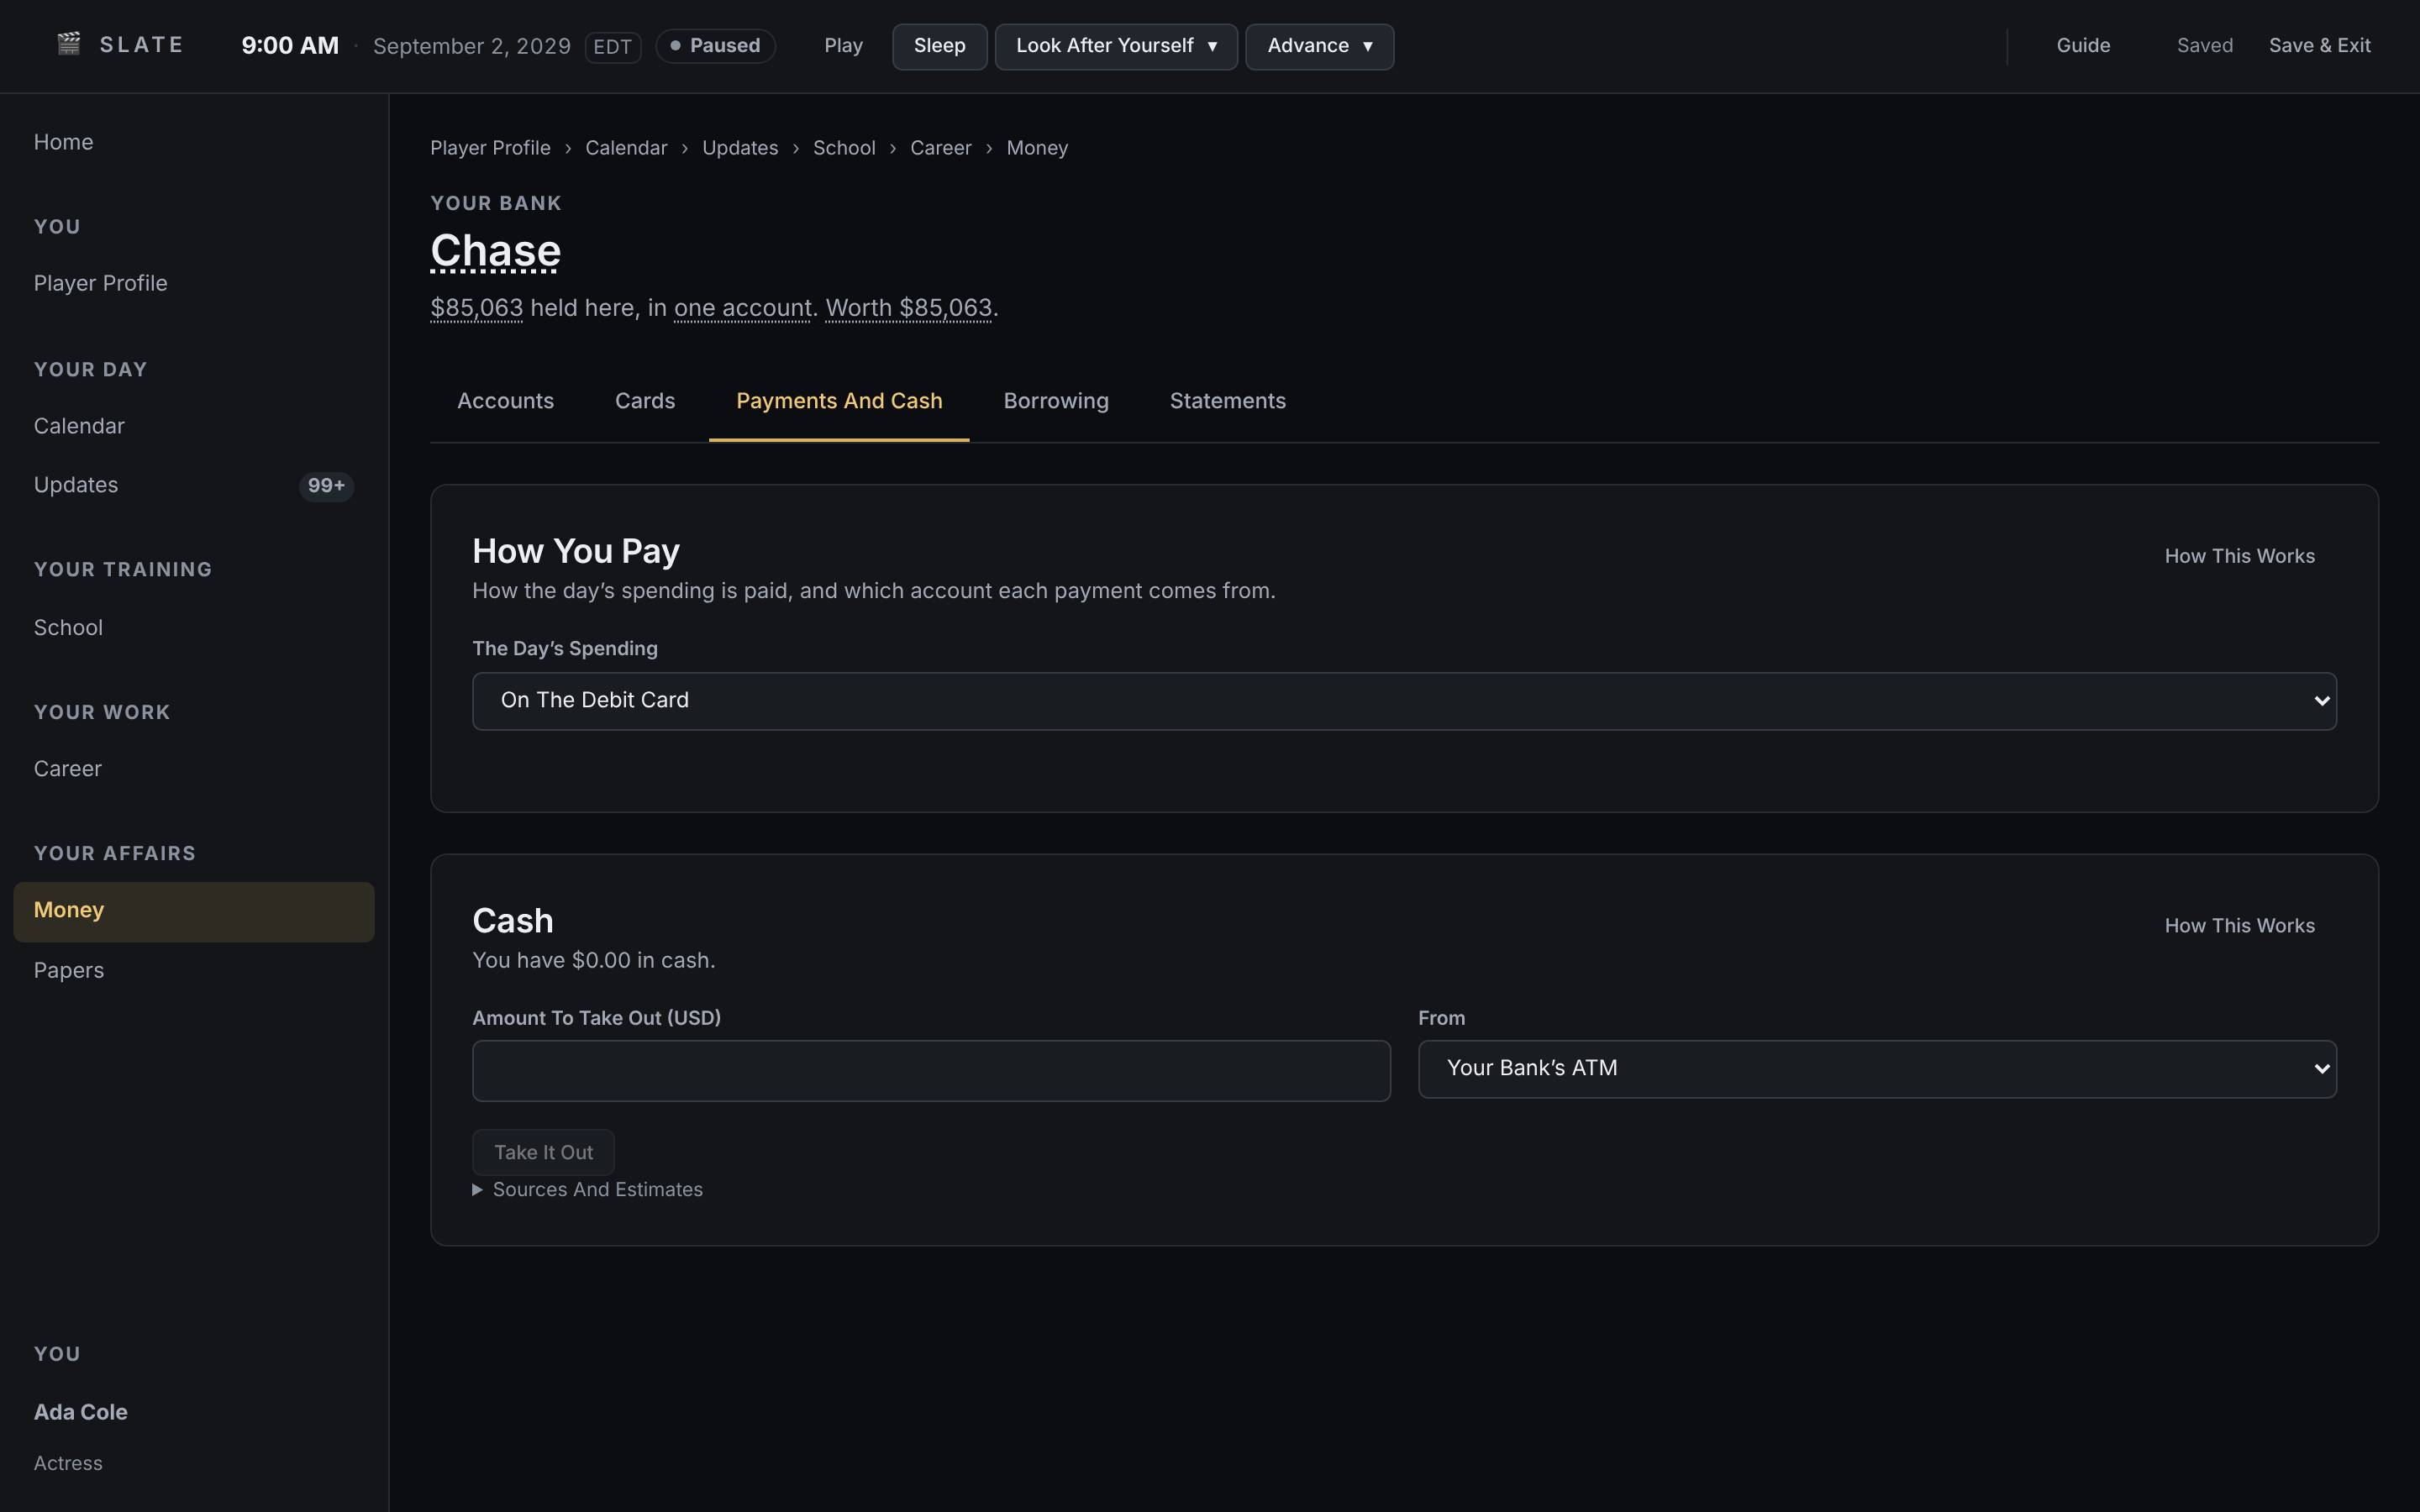 SLATE
9:00 AM · September 2, 2029 EDT Paused Play Sleep Look After Yourself ▾ Advance ▾ Guide Saved Save & Exit
Home
YOU
Player Profile
YOUR DAY
Calendar
Updates 99+
YOUR TRAINING
School
YOUR WORK
Career
YOUR AFFAIRS
Money
Papers
YOU
Ada Cole
Actress
Player Profile › Calendar › Updates › School › Career › Money
YOUR BANK
Chase
$85,063 held here, in one account. Worth $85,063.
Accounts Cards Payments And Cash Borrowing Statements
How You Pay How This Works
How the day’s spending is paid, and which account each payment comes from.
The Day’s Spending
On The Debit Card
Cash How This Works
You have $0.00 in cash.
Amount To Take Out (USD) From
Your Bank’s ATM
Take It Out
Sources And Estimates